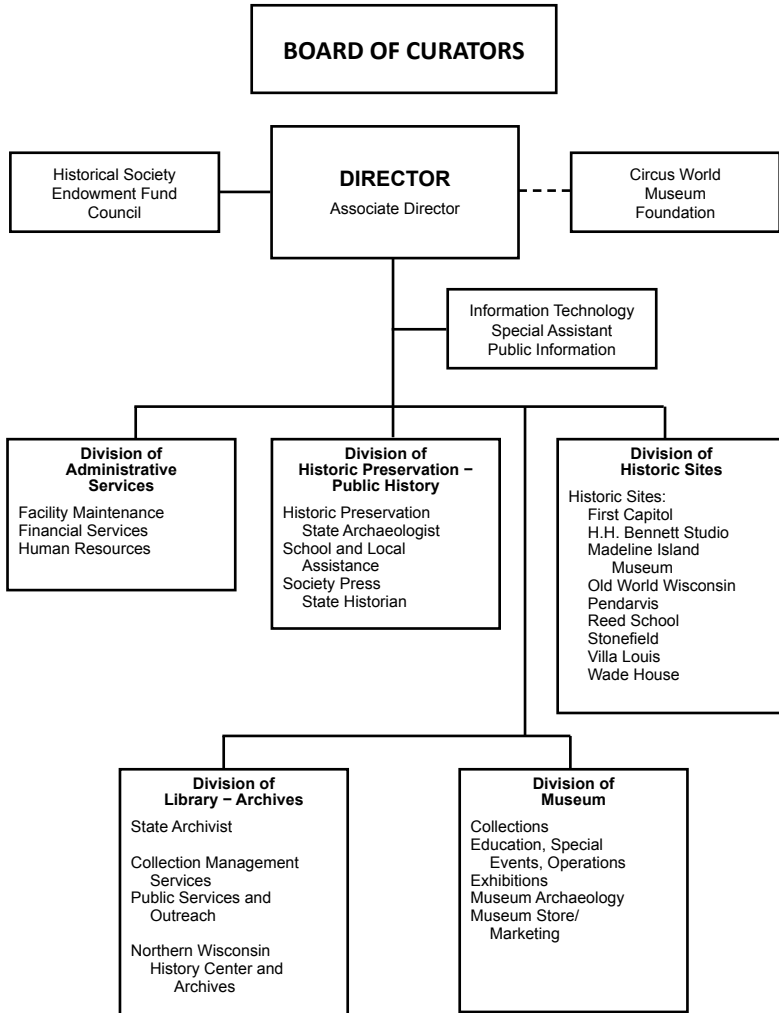 BOARD OF CURATORS
Historical Society
Endowment Fund
Council
DIRECTOR
Associate Director
Circus World
Museum
Foundation
Information Technology
Special Assistant
Public Information
Division of
Administrative
Services
Facility Maintenance
Financial Services
Human Resources
Division of
Historic Preservation −
Public History
Historic Preservation
State Archaeologist
School and Local
Assistance
Society Press
State Historian
Division of
Historic Sites
Historic Sites:
First Capitol
H.H. Bennett Studio
Madeline Island
Museum
Old World Wisconsin
Pendarvis
Reed School
Stonefield
Villa Louis
Wade House
Division of
Library − Archives
State Archivist
Collection Management
Services
Public Services and
Outreach
Northern Wisconsin
History Center and
Archives
Division of
Museum
Collections
Education, Special
Events, Operations
Exhibitions
Museum Archaeology
Museum Store/
Marketing